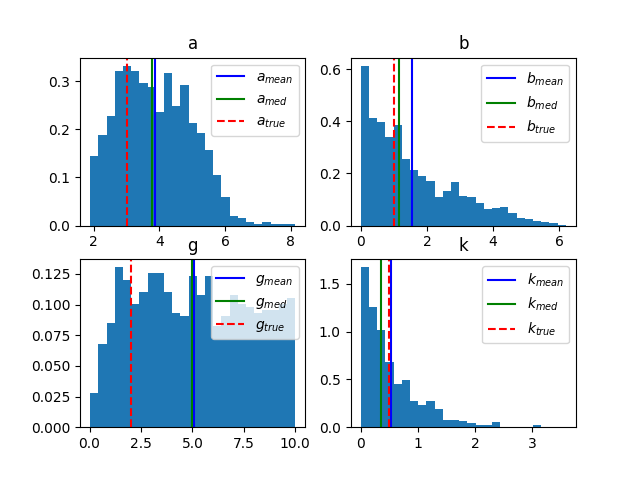 a
0.3
0.2
0.1
0.0
2 4 6 8
a_mean
a_med
a_true
b
0.6
0.4
0.2
0.0
0 2 4 6
b_mean
b_med
b_true
g
0.125
0.100
0.075
0.050
0.025
0.000
0.0 2.5 5.0 7.5 10.0
g_mean
g_med
g_true
k
1.5
1.0
0.5
0.0
0 1 2 3
k_mean
k_med
k_true